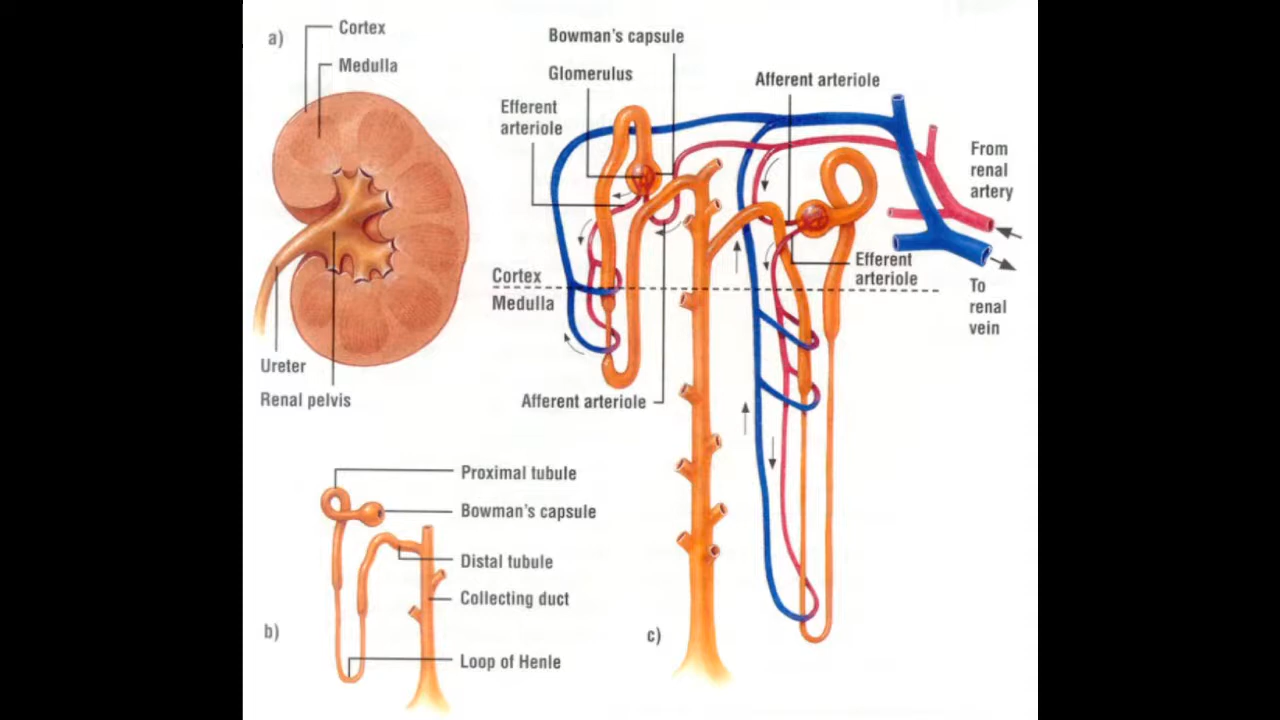 a)
Cortex
Medulla
Ureter
Renal pelvis
Bowman's capsule
Glomerulus
Efferent
arteriole
Afferent arteriole
From
renal
artery
Efferent
arteriole
To
renal
vein
Cortex
Medulla
Afferent arteriole
b)
Proximal tubule
Bowman's capsule
Distal tubule
Collecting duct
Loop of Henle
c)